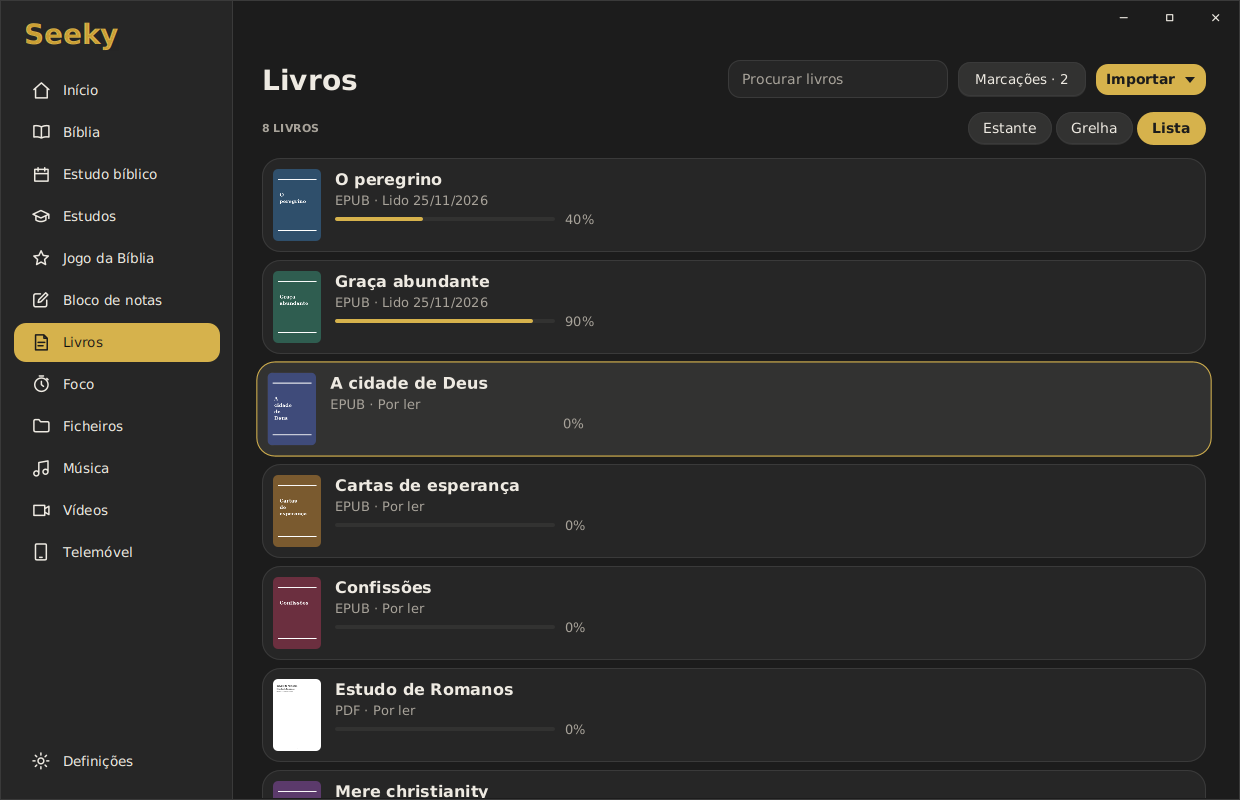 Seeky
Início
Bíblia
Estudo bíblico
Estudos
Jogo da Bíblia
Bloco de notas
Livros
Foco
Ficheiros
Música
Vídeos
Telemóvel
Definições
Livros
Procurar livros
Marcações · 2
Importar
8 LIVROS
Estante
Grelha
Lista
O
peregrino
O peregrino
EPUB · Lido 25/11/2026
40%
Graça
abundante
Graça abundante
EPUB · Lido 25/11/2026
90%
A
cidade
de
Deus
A cidade de Deus
EPUB · Por ler
0%
Cartas
de
esperança
Cartas de esperança
EPUB · Por ler
0%
Confissões
Confissões
EPUB · Por ler
0%
Estudo de Romanos
PDF · Por ler
0%
Mere christianity